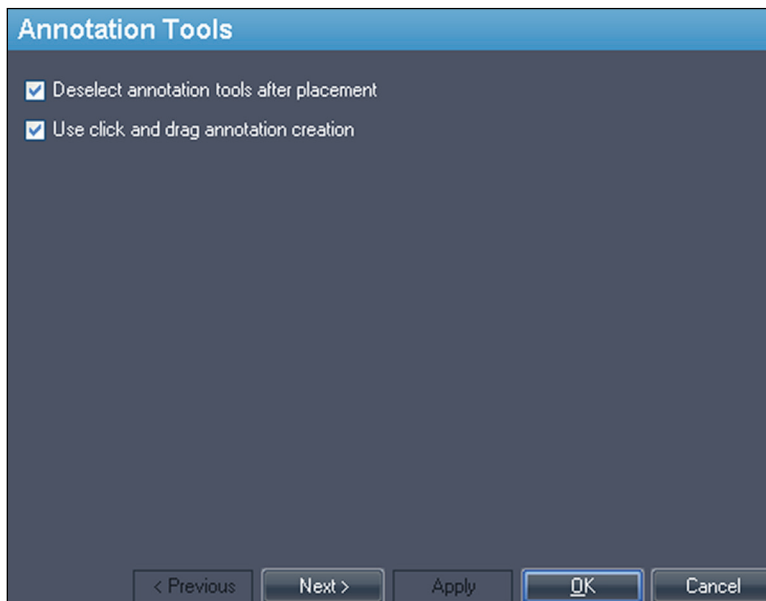 Annotation Tools
Deselect annotation tools after placement
Use click and drag annotation creation
< Previous Next > Apply OK Cancel